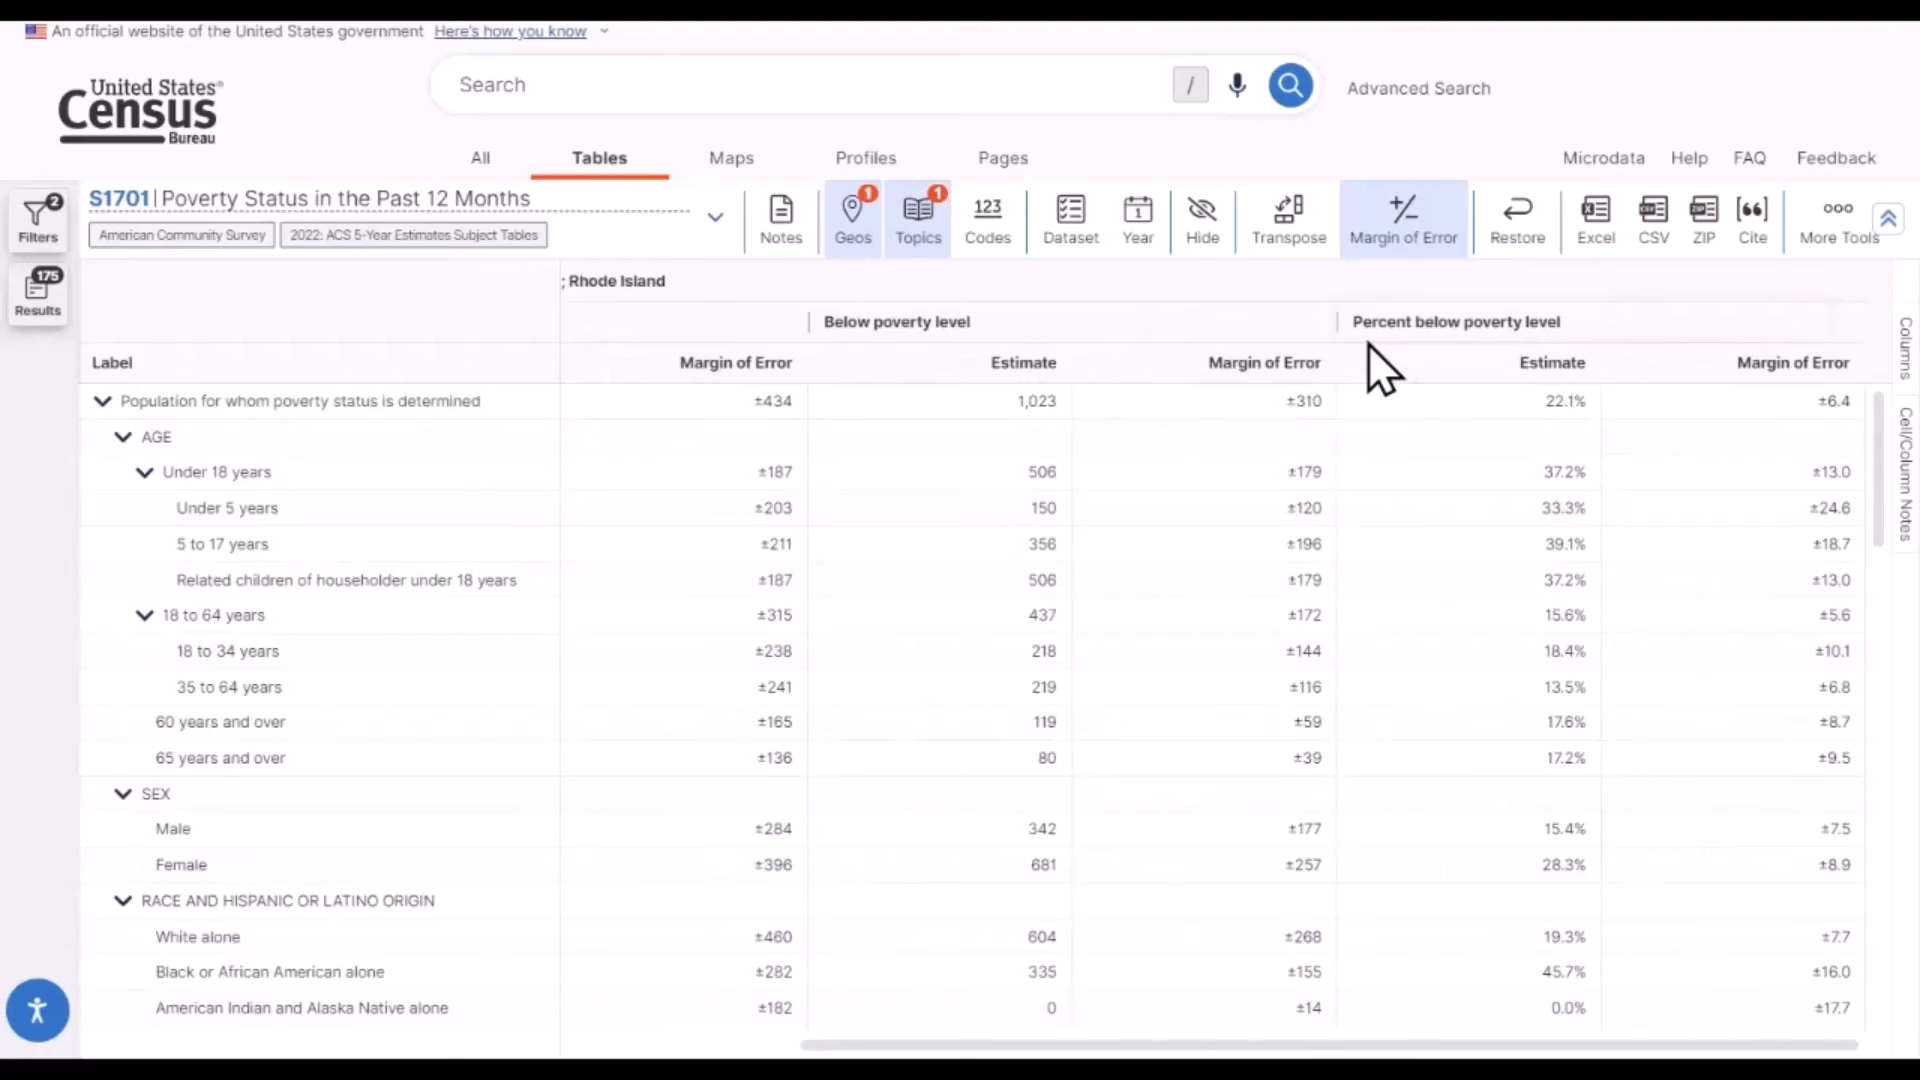 An official website of the United States government Here's how you know
United States®
Census
Bureau
Search / Advanced Search
All Tables Maps Profiles Pages Microdata Help FAQ Feedback
2
Filters
175
Results
S1701 | Poverty Status in the Past 12 Months
American Community Survey 2022: ACS 5-Year Estimates Subject Tables
Notes 1 Geos 1 Topics 123 Codes Dataset 1 Year Hide Transpose +/- Margin of Error Restore Excel CSV ZIP Cite More Tools
; Rhode Island
Below poverty level Percent below poverty level
Label Margin of Error Estimate Margin of Error Estimate Margin of Error
Population for whom poverty status is determined ±434 1,023 ±310 22.1% ±6.4
AGE
Under 18 years ±187 506 ±179 37.2% ±13.0
Under 5 years ±203 150 ±120 33.3% ±24.6
5 to 17 years ±211 356 ±196 39.1% ±18.7
Related children of householder under 18 years ±187 506 ±179 37.2% ±13.0
18 to 64 years ±315 437 ±172 15.6% ±5.6
18 to 34 years ±238 218 ±144 18.4% ±10.1
35 to 64 years ±241 219 ±116 13.5% ±6.8
60 years and over ±165 119 ±59 17.6% ±8.7
65 years and over ±136 80 ±39 17.2% ±9.5
SEX
Male ±284 342 ±177 15.4% ±7.5
Female ±396 681 ±257 28.3% ±8.9
RACE AND HISPANIC OR LATINO ORIGIN
White alone ±460 604 ±268 19.3% ±7.7
Black or African American alone ±282 335 ±155 45.7% ±16.0
American Indian and Alaska Native alone ±182 0 ±14 0.0% ±17.7
Columns
Cell/Column Notes